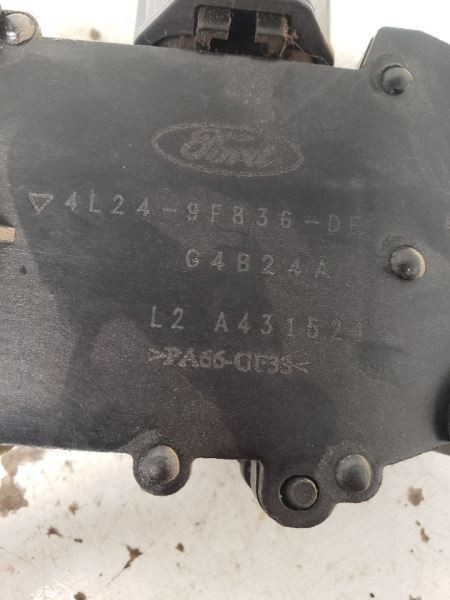 Ford
4L24-9F836-DF
G4B24A
L2 A431521
>PA66-GF33<